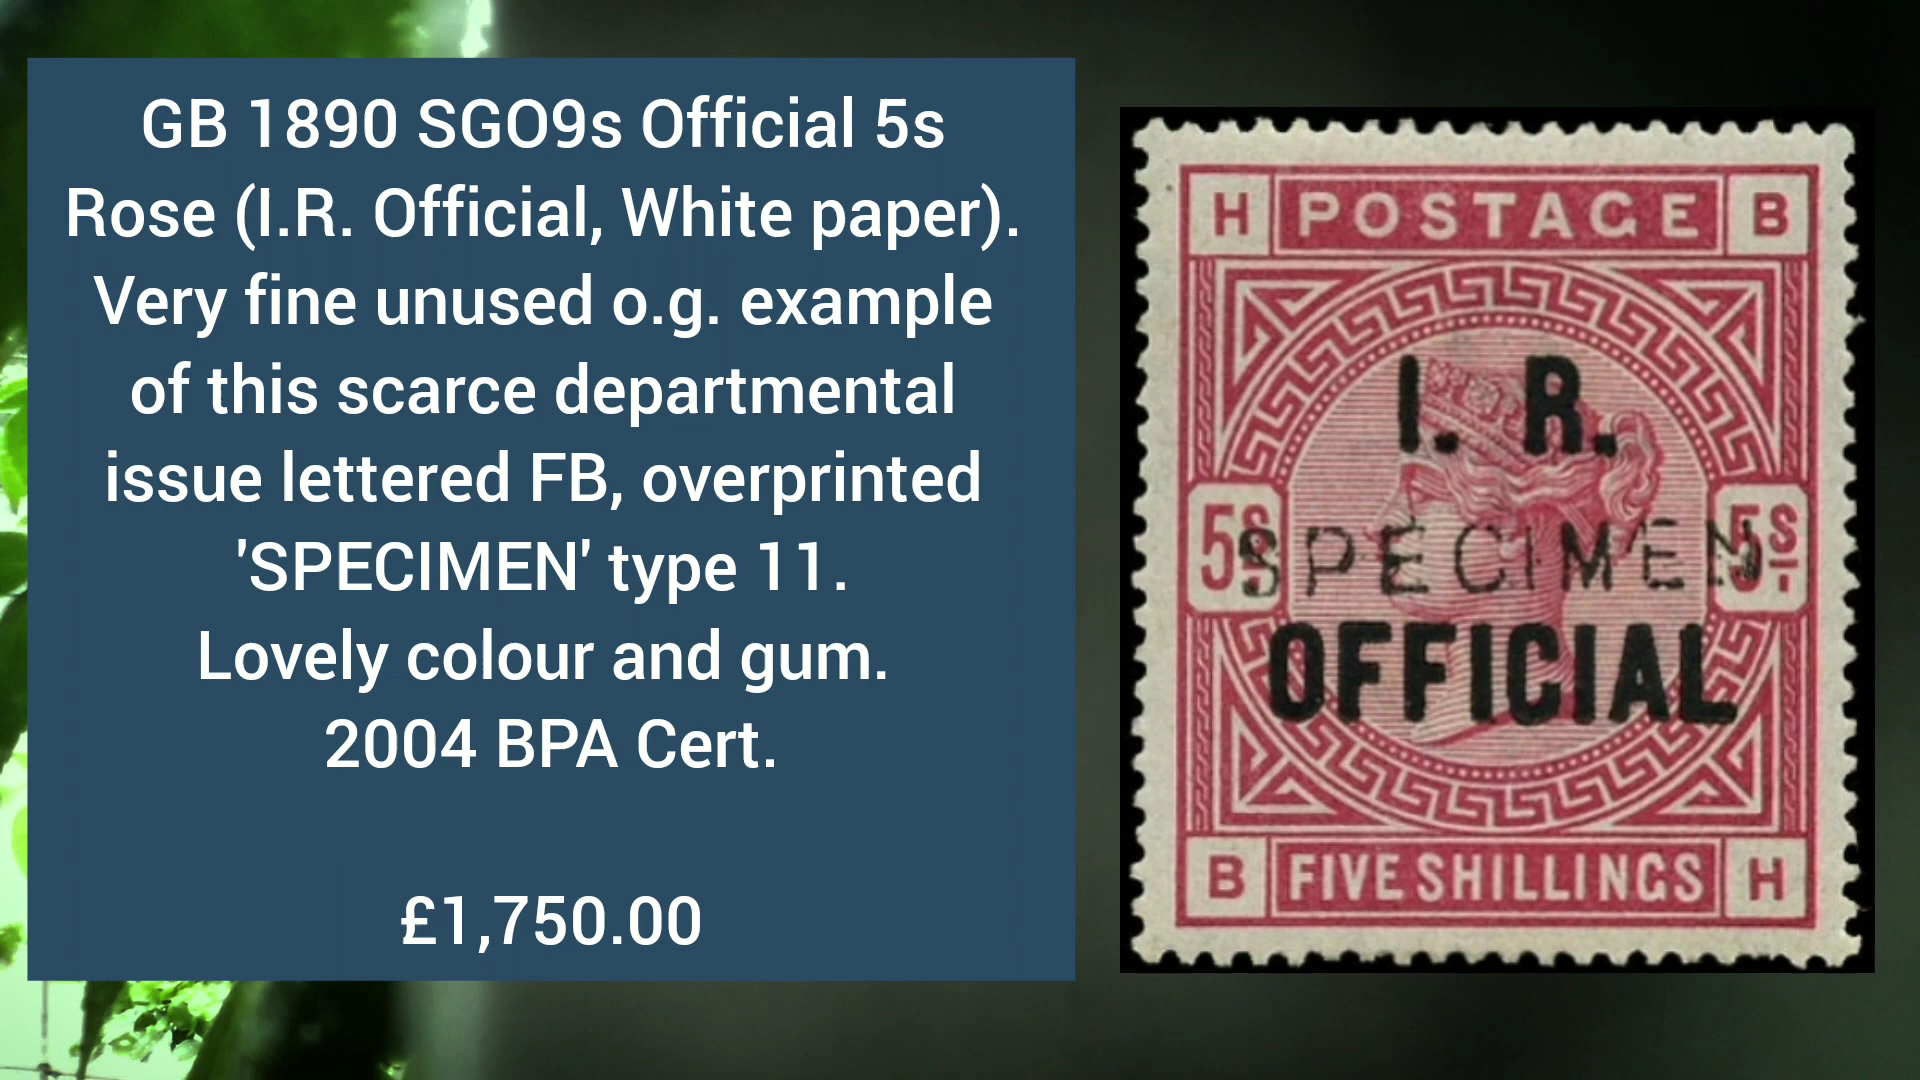 GB 1890 SGO9s Official 5s
Rose (I.R. Official, White paper).
Very fine unused o.g. example
of this scarce departmental
issue lettered FB, overprinted
'SPECIMEN' type 11.
Lovely colour and gum.
2004 BPA Cert.
£1,750.00
H POSTAGE B
I. R.
5s SPECIMEN 5s
OFFICIAL
B FIVE SHILLINGS H